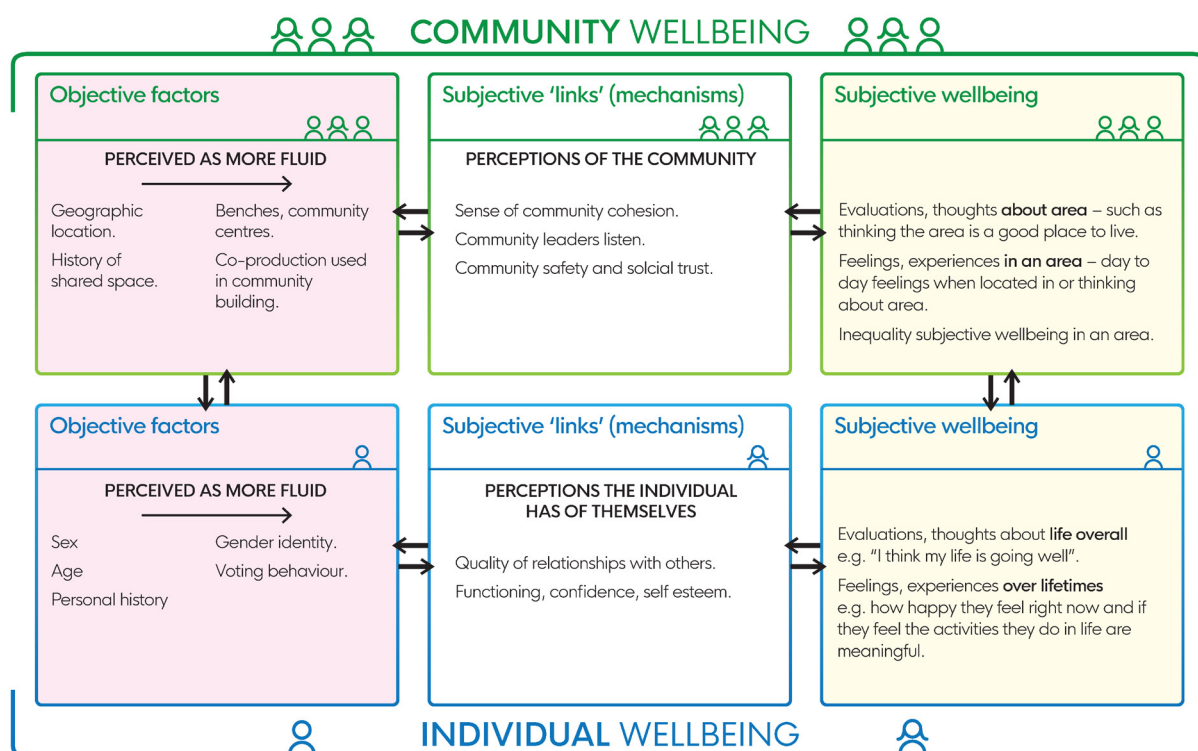 COMMUNITY WELLBEING
Objective factors
PERCEIVED AS MORE FLUID
Geographic
location.
History of
shared space.
Benches, community
centres.
Co-production used
in community
building.
Subjective ‘links’ (mechanisms)
PERCEPTIONS OF THE COMMUNITY
Sense of community cohesion.
Community leaders listen.
Community safety and solcial trust.
Subjective wellbeing
Evaluations, thoughts about area – such as
thinking the area is a good place to live.
Feelings, experiences in an area – day to
day feelings when located in or thinking
about area.
Inequality subjective wellbeing in an area.
Objective factors
PERCEIVED AS MORE FLUID
Sex
Age
Personal history
Gender identity.
Voting behaviour.
Subjective ‘links’ (mechanisms)
PERCEPTIONS THE INDIVIDUAL
HAS OF THEMSELVES
Quality of relationships with others.
Functioning, confidence, self esteem.
Subjective wellbeing
Evaluations, thoughts about life overall
e.g. “I think my life is going well”.
Feelings, experiences over lifetimes
e.g. how happy they feel right now and if
they feel the activities they do in life are
meaningful.
INDIVIDUAL WELLBEING